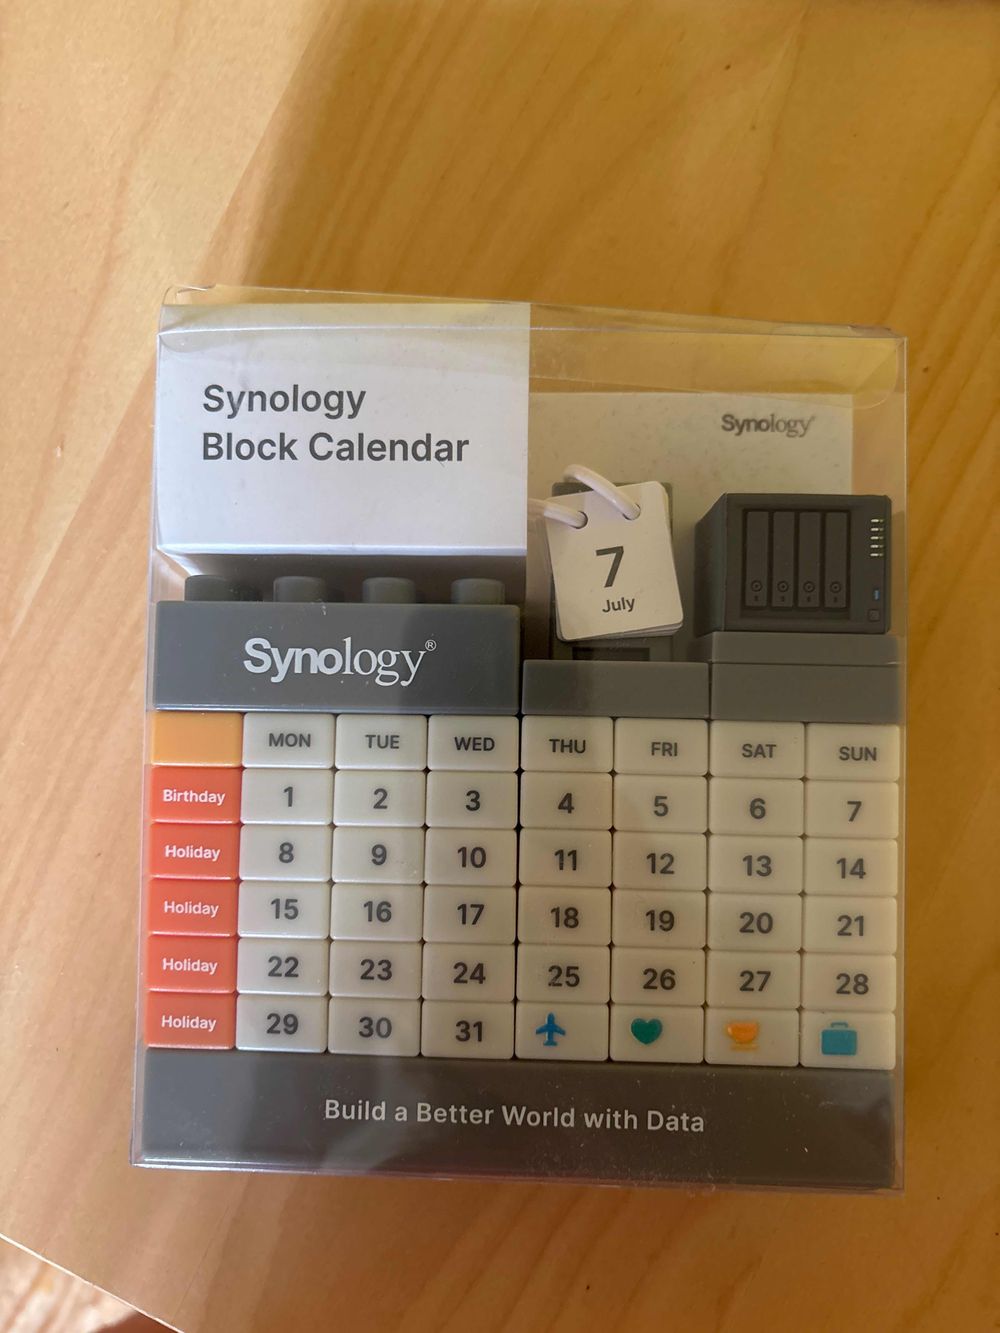 Synology
Block Calendar
Synology
7
July
Synology®
MON TUE WED THU FRI SAT SUN
Birthday 1 2 3 4 5 6 7
Holiday 8 9 10 11 12 13 14
Holiday 15 16 17 18 19 20 21
Holiday 22 23 24 25 26 27 28
Holiday 29 30 31
Build a Better World with Data